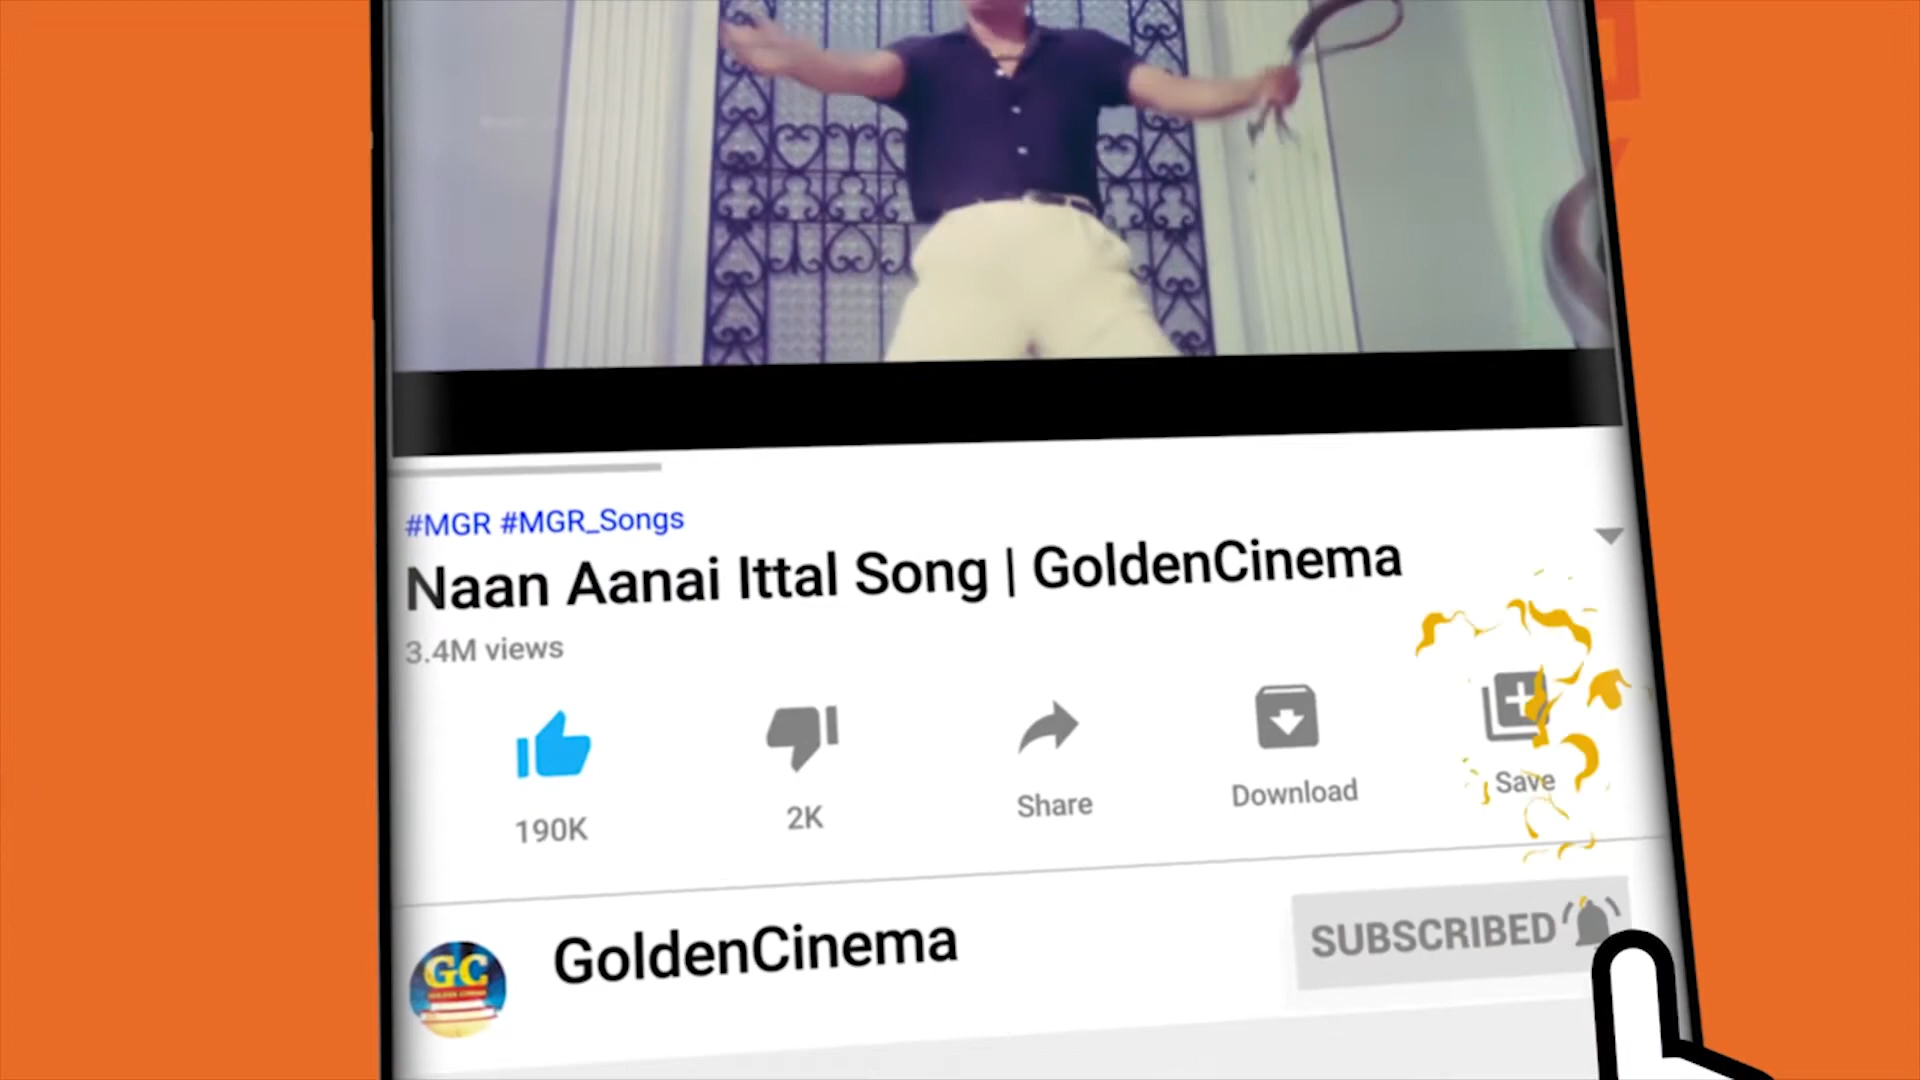 #MGR #MGR_Songs
Naan Aanai Ittal Song | GoldenCinema
3.4M views
190K
2K
Share
Download
Save
GC
GoldenCinema
SUBSCRIBED